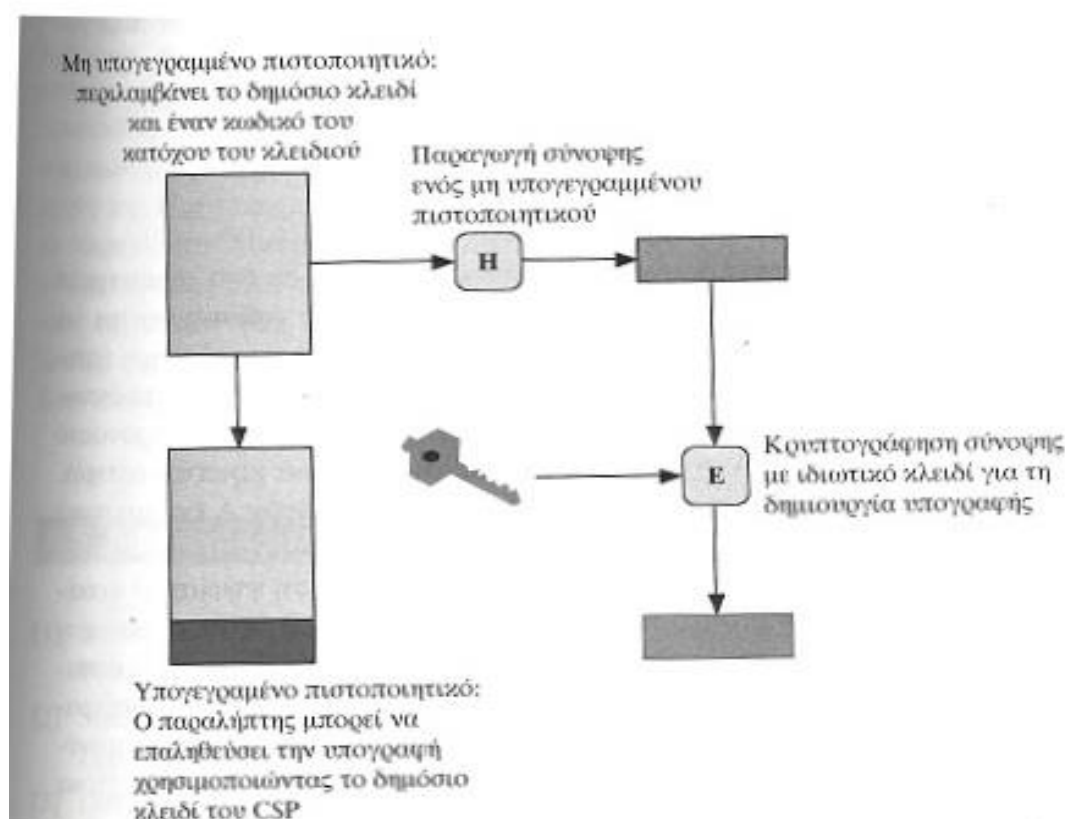 Μη υπογεγραμμένο πιστοποιητικό:
περιλαμβάνει το δημόσιο κλειδί
και έναν κωδικό του
κατόχου του κλειδιού
Παραγωγή σύνοψης
ενός μη υπογεγραμμένου
πιστοποιητικού
H
Κρυπτογράφηση σύνοψης
με ιδιωτικό κλειδί για τη
δημιουργία υπογραφής
E
Υπογεγραμένο πιστοποιητικό:
Ο παραλήπτης μπορεί να
επαληθεύσει την υπογραφή
χρησιμοποιώντας το δημόσιο
κλειδί του CSP